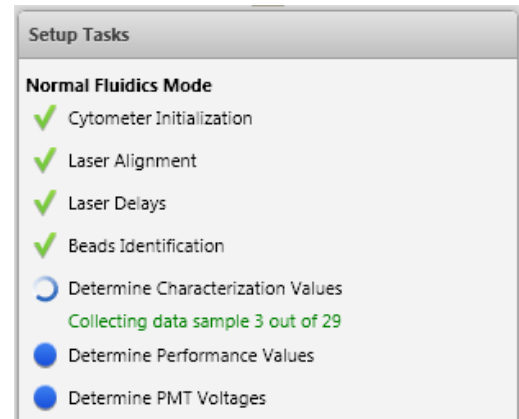 Setup Tasks
Normal Fluidics Mode
Cytometer Initialization
Laser Alignment
Laser Delays
Beads Identification
Determine Characterization Values
Collecting data sample 3 out of 29
Determine Performance Values
Determine PMT Voltages